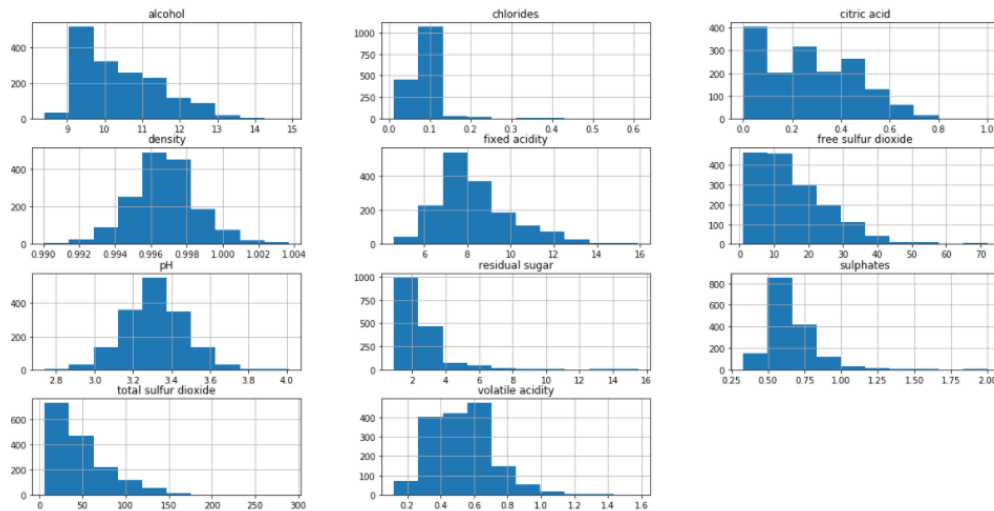 alcohol
400
200
0
9 10 11 12 13 14 15
chlorides
1000
750
500
250
0
0.0 0.1 0.2 0.3 0.4 0.5 0.6
citric acid
400
300
200
100
0
0.0 0.2 0.4 0.6 0.8 1.0
density
400
200
0
0.990 0.992 0.994 0.996 0.998 1.000 1.002 1.004
fixed acidity
400
200
0
6 8 10 12 14 16
free sulfur dioxide
400
300
200
100
0
0 10 20 30 40 50 60 70
pH
400
200
0
2.8 3.0 3.2 3.4 3.6 3.8 4.0
residual sugar
1000
750
500
250
0
2 4 6 8 10 12 14 16
sulphates
800
600
400
200
0
0.25 0.50 0.75 1.00 1.25 1.50 1.75 2.00
total sulfur dioxide
600
400
200
0
0 50 100 150 200 250 300
volatile acidity
400
300
200
100
0
0.2 0.4 0.6 0.8 1.0 1.2 1.4 1.6